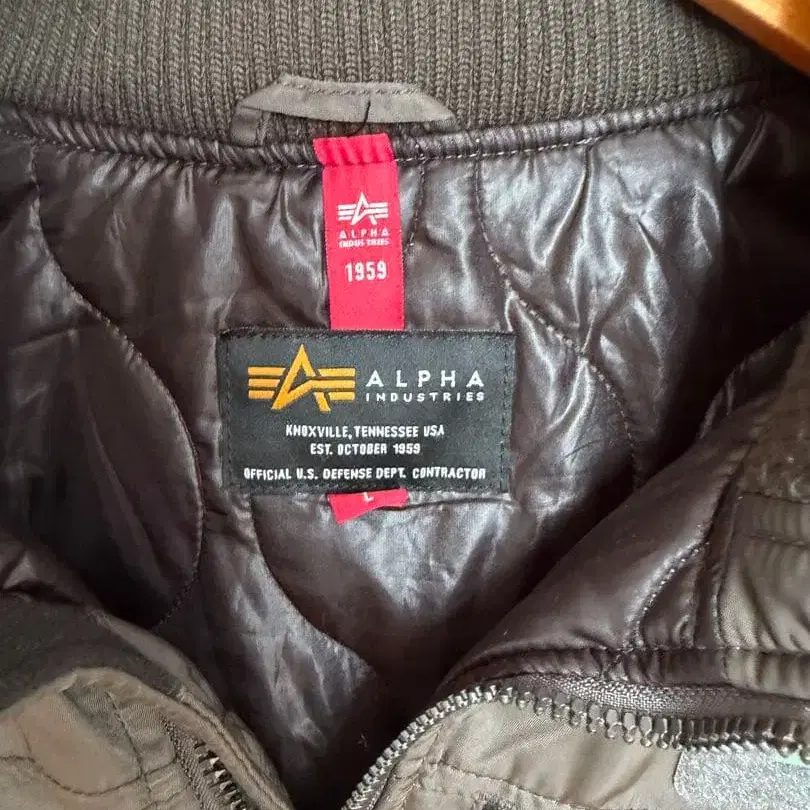 ALPHA
INDUSTRIES
1959
ALPHA
INDUSTRIES
KNOXVILLE, TENNESSEE USA
EST. OCTOBER 1959
OFFICIAL U.S. DEFENSE DEPT. CONTRACTOR
L